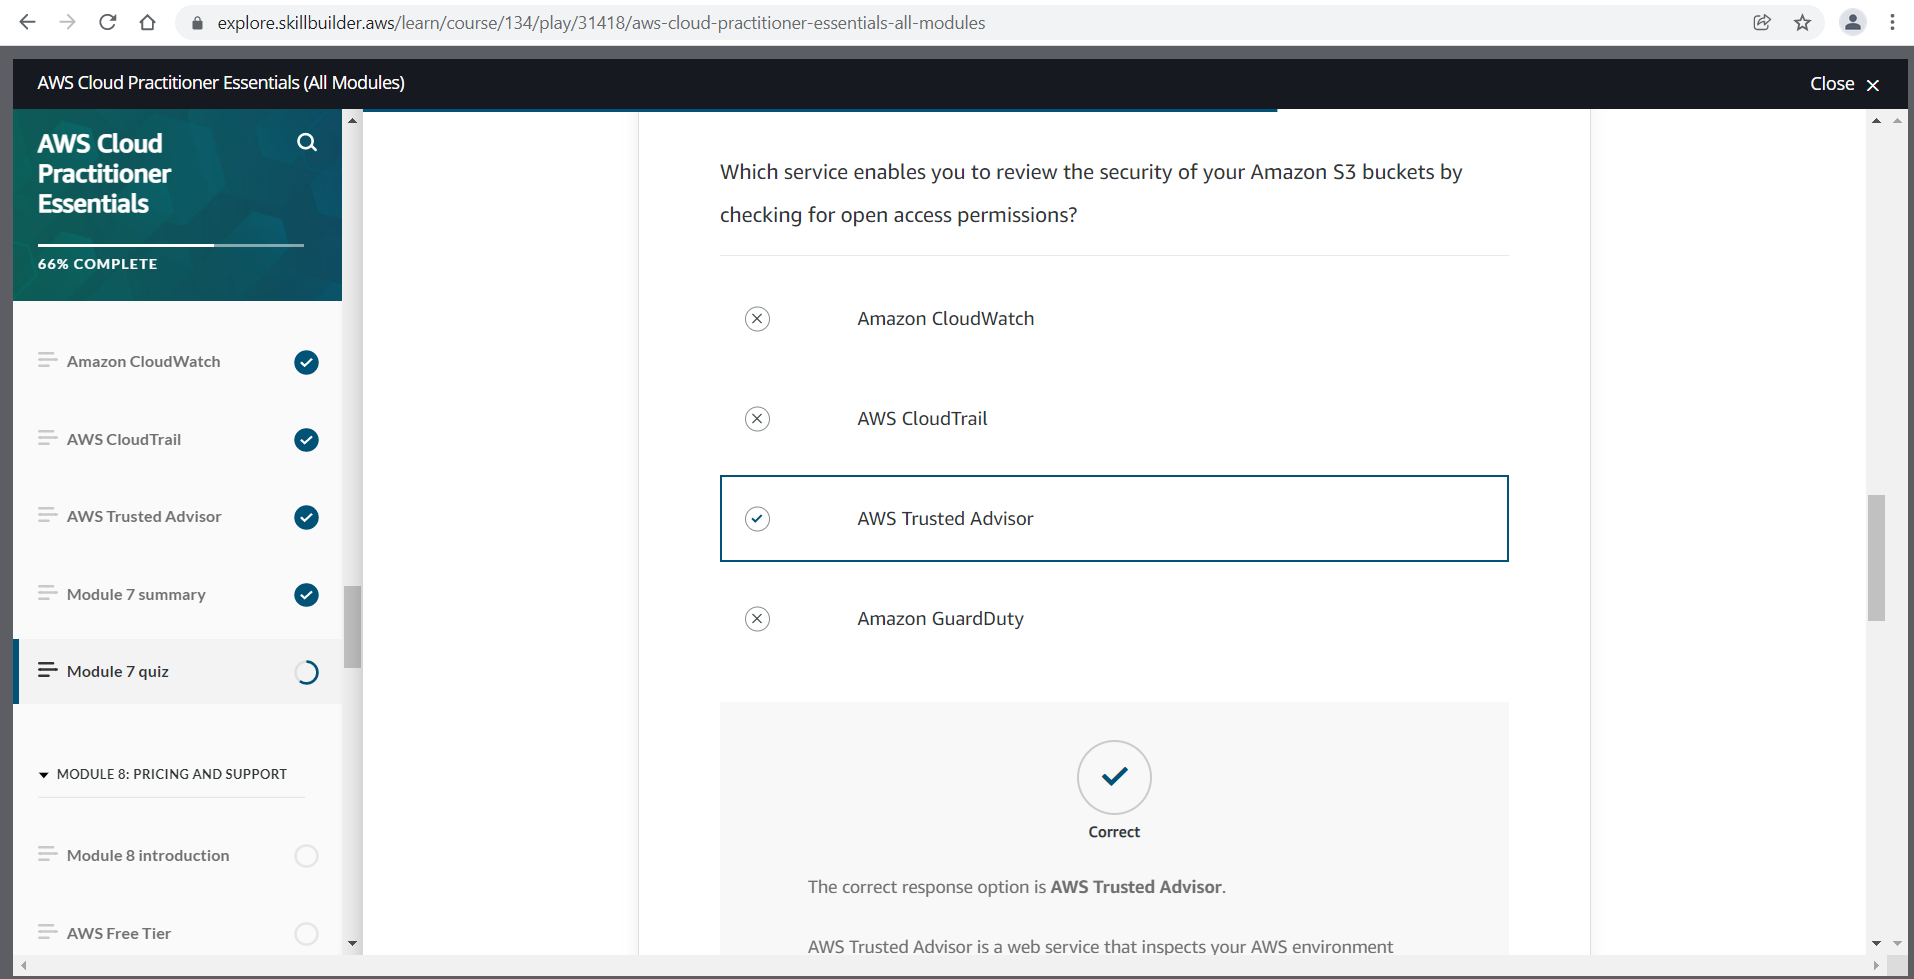 explore.skillbuilder.aws/learn/course/134/play/31418/aws-cloud-practitioner-essentials-all-modules
AWS Cloud Practitioner Essentials (All Modules)
Close
AWS Cloud
Practitioner
Essentials
66% COMPLETE
Amazon CloudWatch
AWS CloudTrail
AWS Trusted Advisor
Module 7 summary
Module 7 quiz
MODULE 8: PRICING AND SUPPORT
Module 8 introduction
AWS Free Tier
Which service enables you to review the security of your Amazon S3 buckets by
checking for open access permissions?
Amazon CloudWatch
AWS CloudTrail
AWS Trusted Advisor
Amazon GuardDuty
Correct
The correct response option is AWS Trusted Advisor.
AWS Trusted Advisor is a web service that inspects your AWS environment